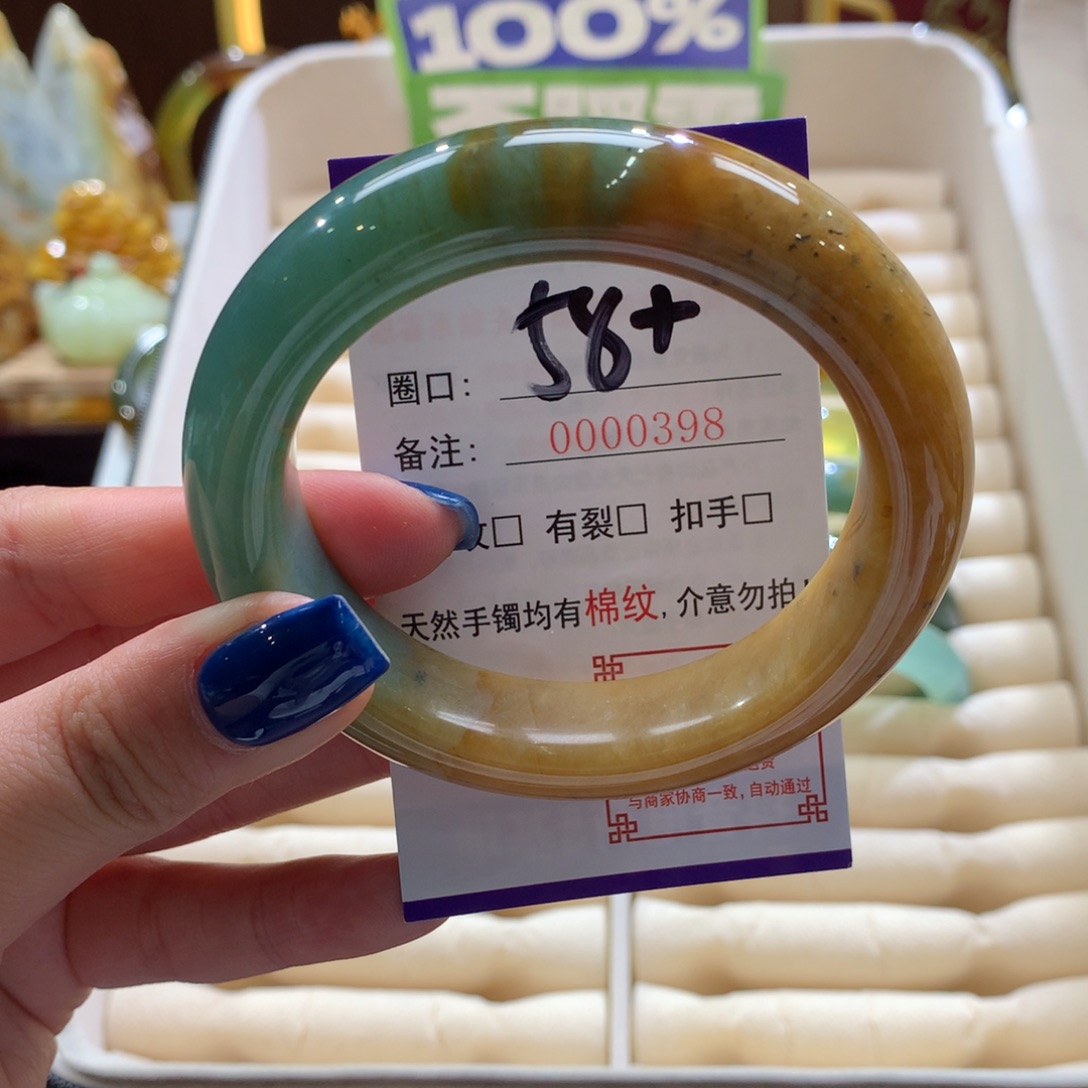 100%
58+
圈口:
备注: 0000398
纹□ 有裂□ 扣手□
天然手镯均有棉纹, 介意勿拍!
与商家协商一致, 自动通过